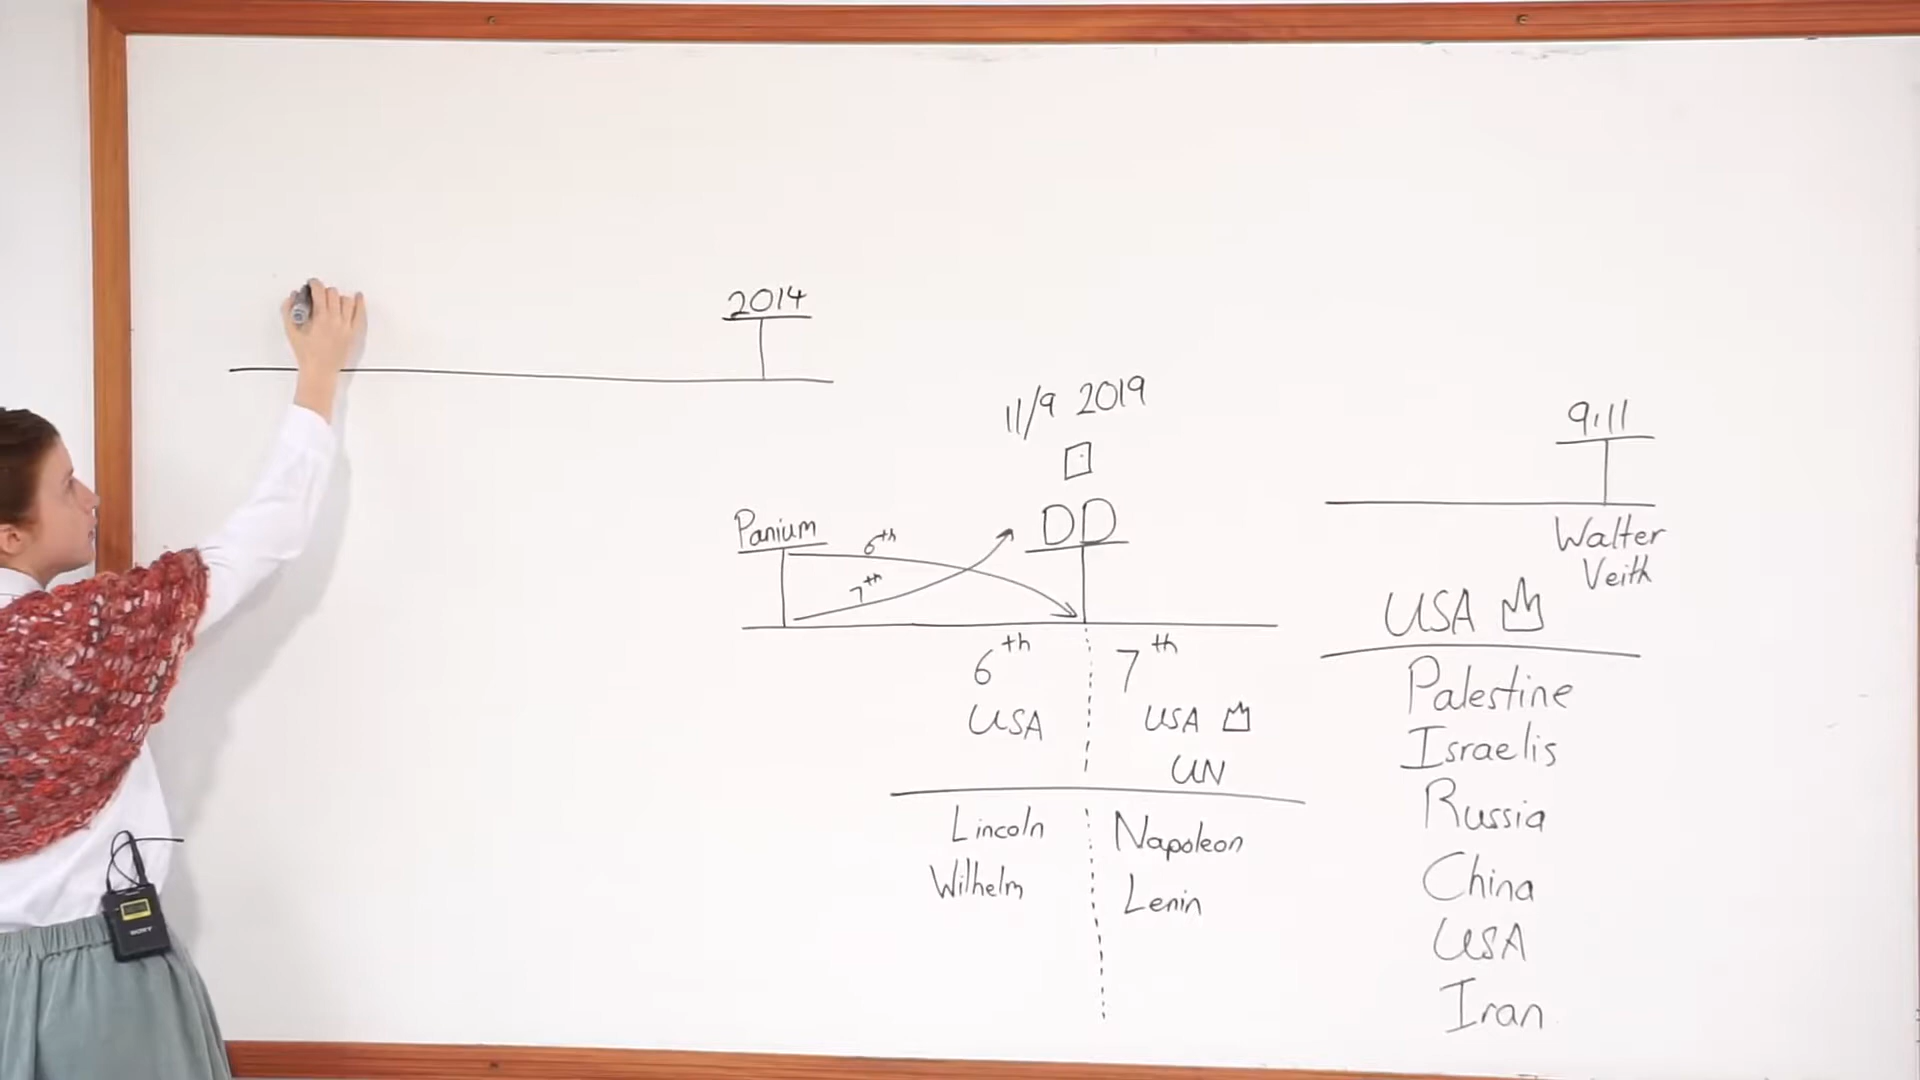 2014
11/9 2019
9.11
Panium
6th
7th
DD
Walter
Veith
6th
7th
USA
USA
USA
UN
Palestine
Israelis
Russia
China
USA
Iran
Lincoln
Napoleon
Wilhelm
Lenin
SONY